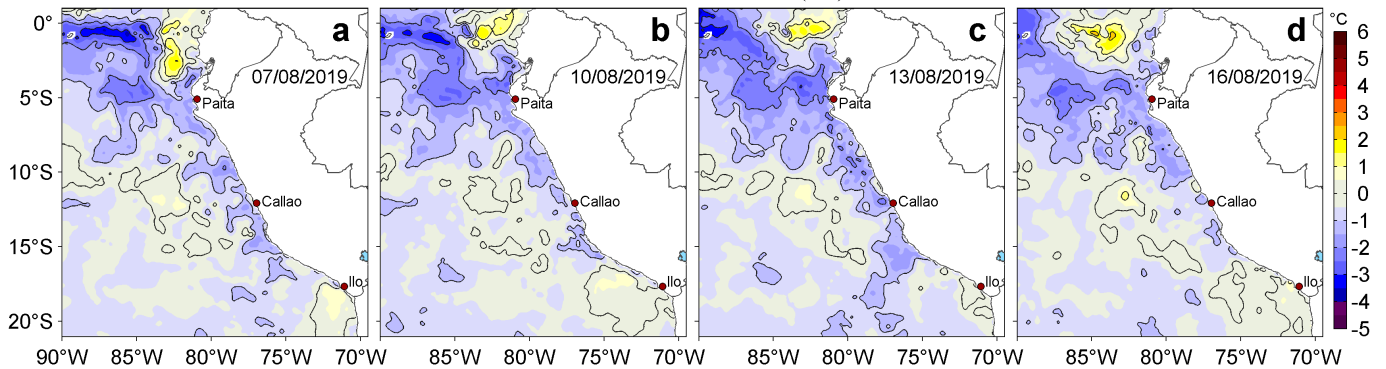 a
b
c
d
°C
07/08/2019
10/08/2019
13/08/2019
16/08/2019
0°
5°S
10°S
15°S
20°S
Paita
Callao
Ilo
Paita
Callao
Ilo
Paita
Callao
Ilo
Paita
Callao
Ilo
90°W
85°W
80°W
75°W
70°W
85°W
80°W
75°W
70°W
85°W
80°W
75°W
70°W
85°W
80°W
75°W
70°W
6
5
4
3
2
1
0
-1
-2
-3
-4
-5